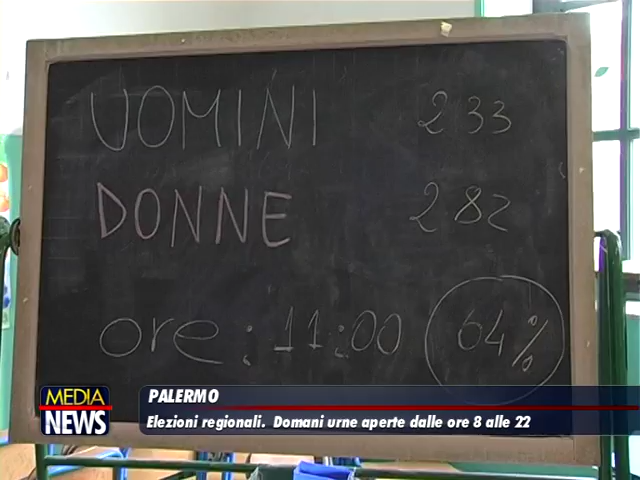 UOMINI 233
DONNE 282
ore: 11:00 64%
MEDIA
NEWS
PALERMO
Elezioni regionali. Domani urne aperte dalle ore 8 alle 22